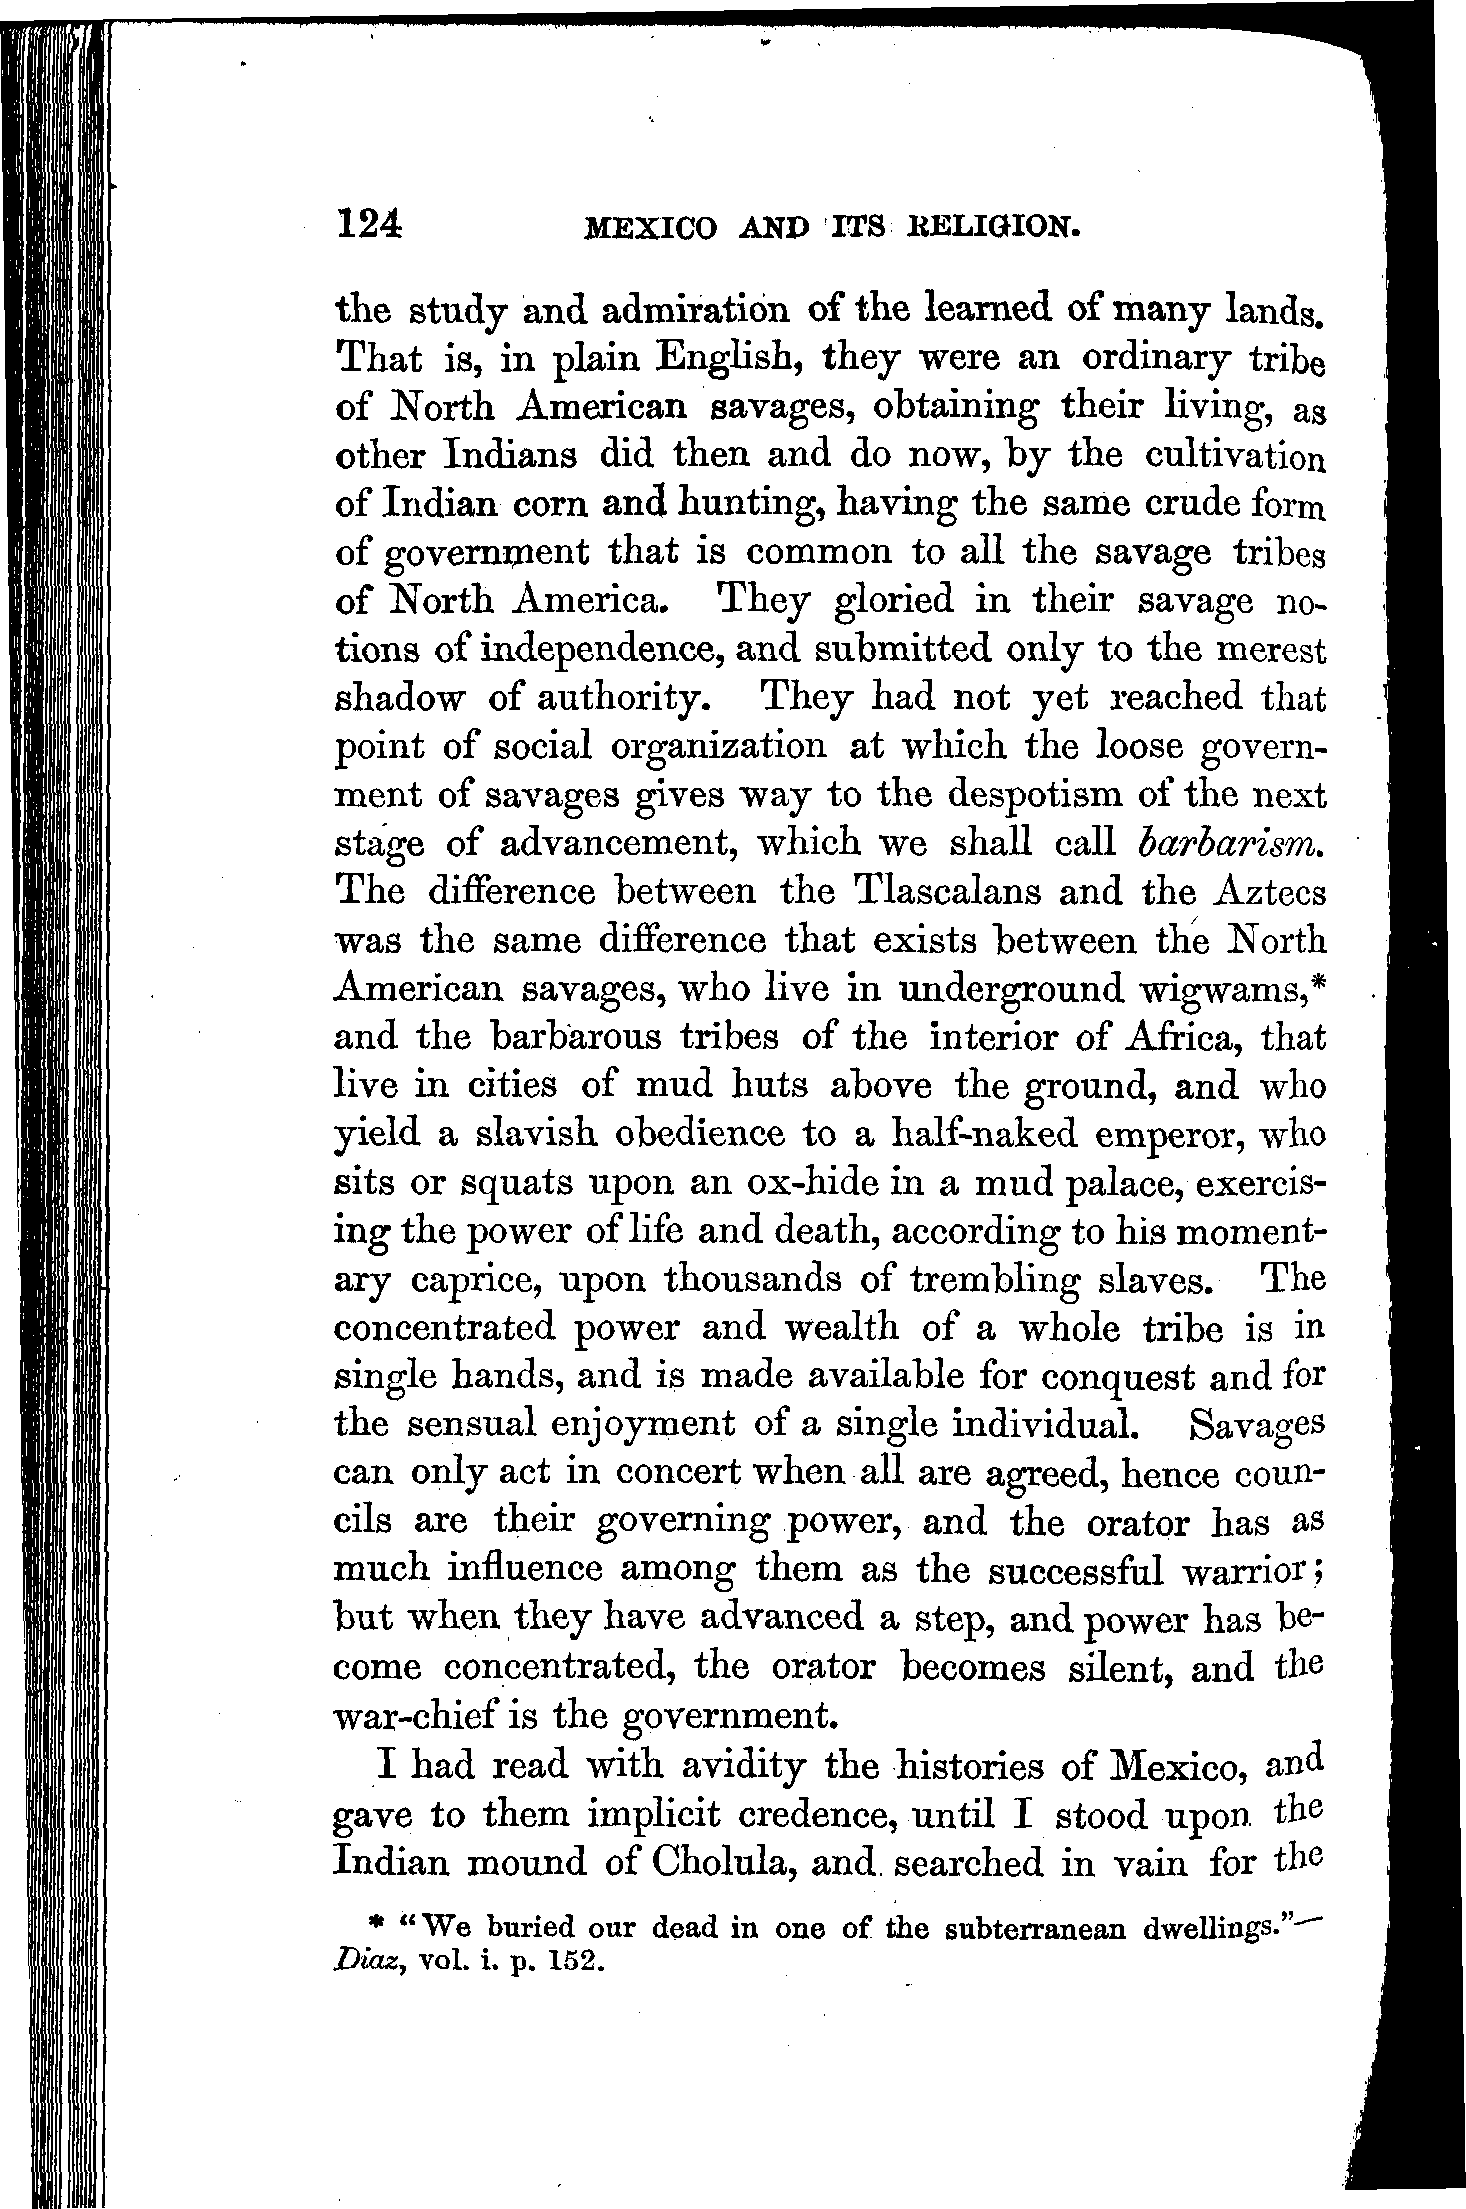 124 MEXICO AND ITS RELIGION.
the study and admiration of the learned of many lands.
That is, in plain English, they were an ordinary tribe
of North American savages, obtaining their living, as
other Indians did then and do now, by the cultivation
of Indian corn and hunting, having the same crude form
of government that is common to all the savage tribes
of North America. They gloried in their savage no-
tions of independence, and submitted only to the merest
shadow of authority. They had not yet reached that
point of social organization at which the loose govern-
ment of savages gives way to the despotism of the next
stage of advancement, which we shall call barbarism.
The difference between the Tlascalans and the Aztecs
was the same difference that exists between the North
American savages, who live in underground wigwams,*
and the barbarous tribes of the interior of Africa, that
live in cities of mud huts above the ground, and who
yield a slavish obedience to a half-naked emperor, who
sits or squats upon an ox-hide in a mud palace, exercis-
ing the power of life and death, according to his moment-
ary caprice, upon thousands of trembling slaves. The
concentrated power and wealth of a whole tribe is in
single hands, and is made available for conquest and for
the sensual enjoyment of a single individual. Savages
can only act in concert when all are agreed, hence coun-
cils are their governing power, and the orator has as
much influence among them as the successful warrior;
but when they have advanced a step, and power has be-
come concentrated, the orator becomes silent, and the
war-chief is the government.
I had read with avidity the histories of Mexico, and
gave to them implicit credence, until I stood upon the
Indian mound of Cholula, and searched in vain for the
* "We buried our dead in one of the subterranean dwellings."—
Diaz, vol. i. p. 152.